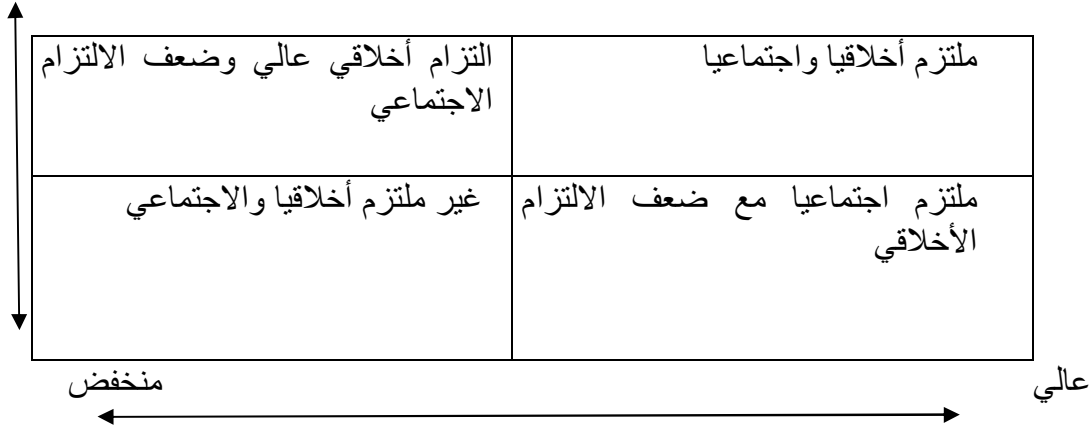 ملتزم أخلاقيا واجتماعيا
التزام أخلاقي عالي وضعف الالتزام
الاجتماعي
ملتزم اجتماعيا مع ضعف الالتزام
الأخلاقي
غير ملتزم أخلاقيا والاجتماعي
عالي
منخفض